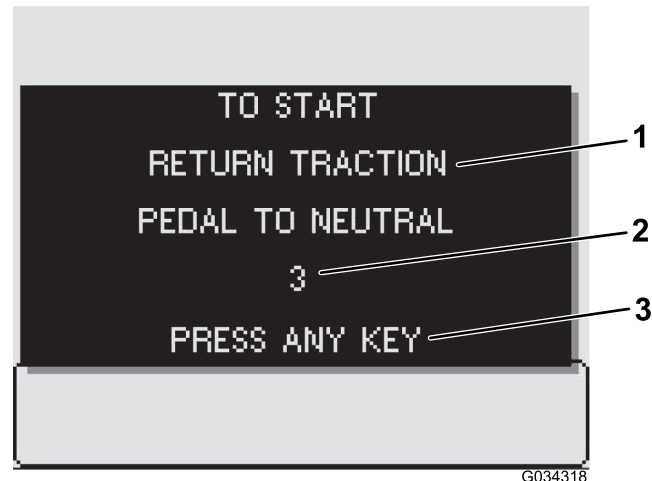 TO START
RETURN TRACTION
1
PEDAL TO NEUTRAL
2
3
PRESS ANY KEY
3
G034318